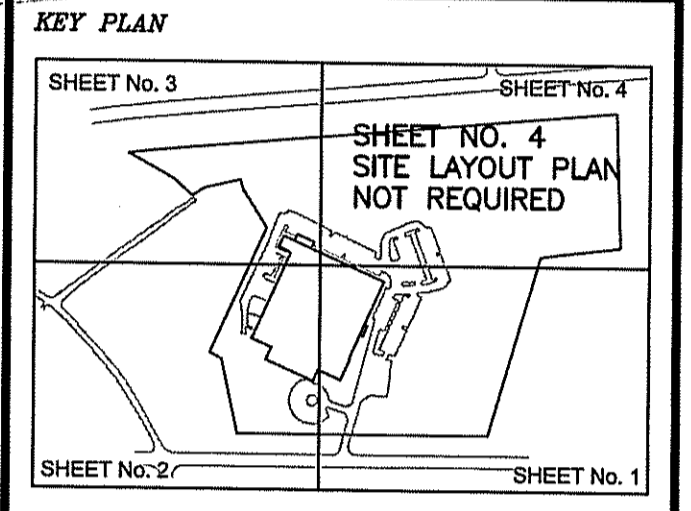 KEY PLAN
SHEET No. 3
SHEET No. 4
SHEET NO. 4
SITE LAYOUT PLAN
NOT REQUIRED
SHEET No. 2
SHEET No. 1